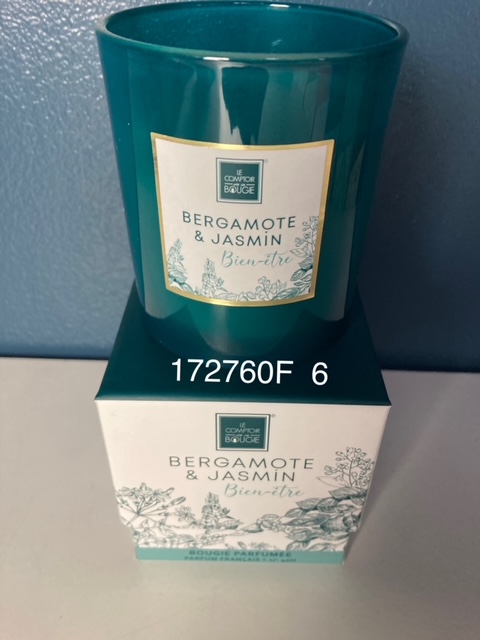 LE
COMPTOIR
DE LA
BOUGIE
BERGAMOTE
& JASMIN
Bien-être
172760F 6
LE
COMPTOIR
DE LA
BOUGIE
BERGAMOTE
& JASMIN
Bien-être
BOUGIE PARFUMÉE
PARFUM FRANÇAIS